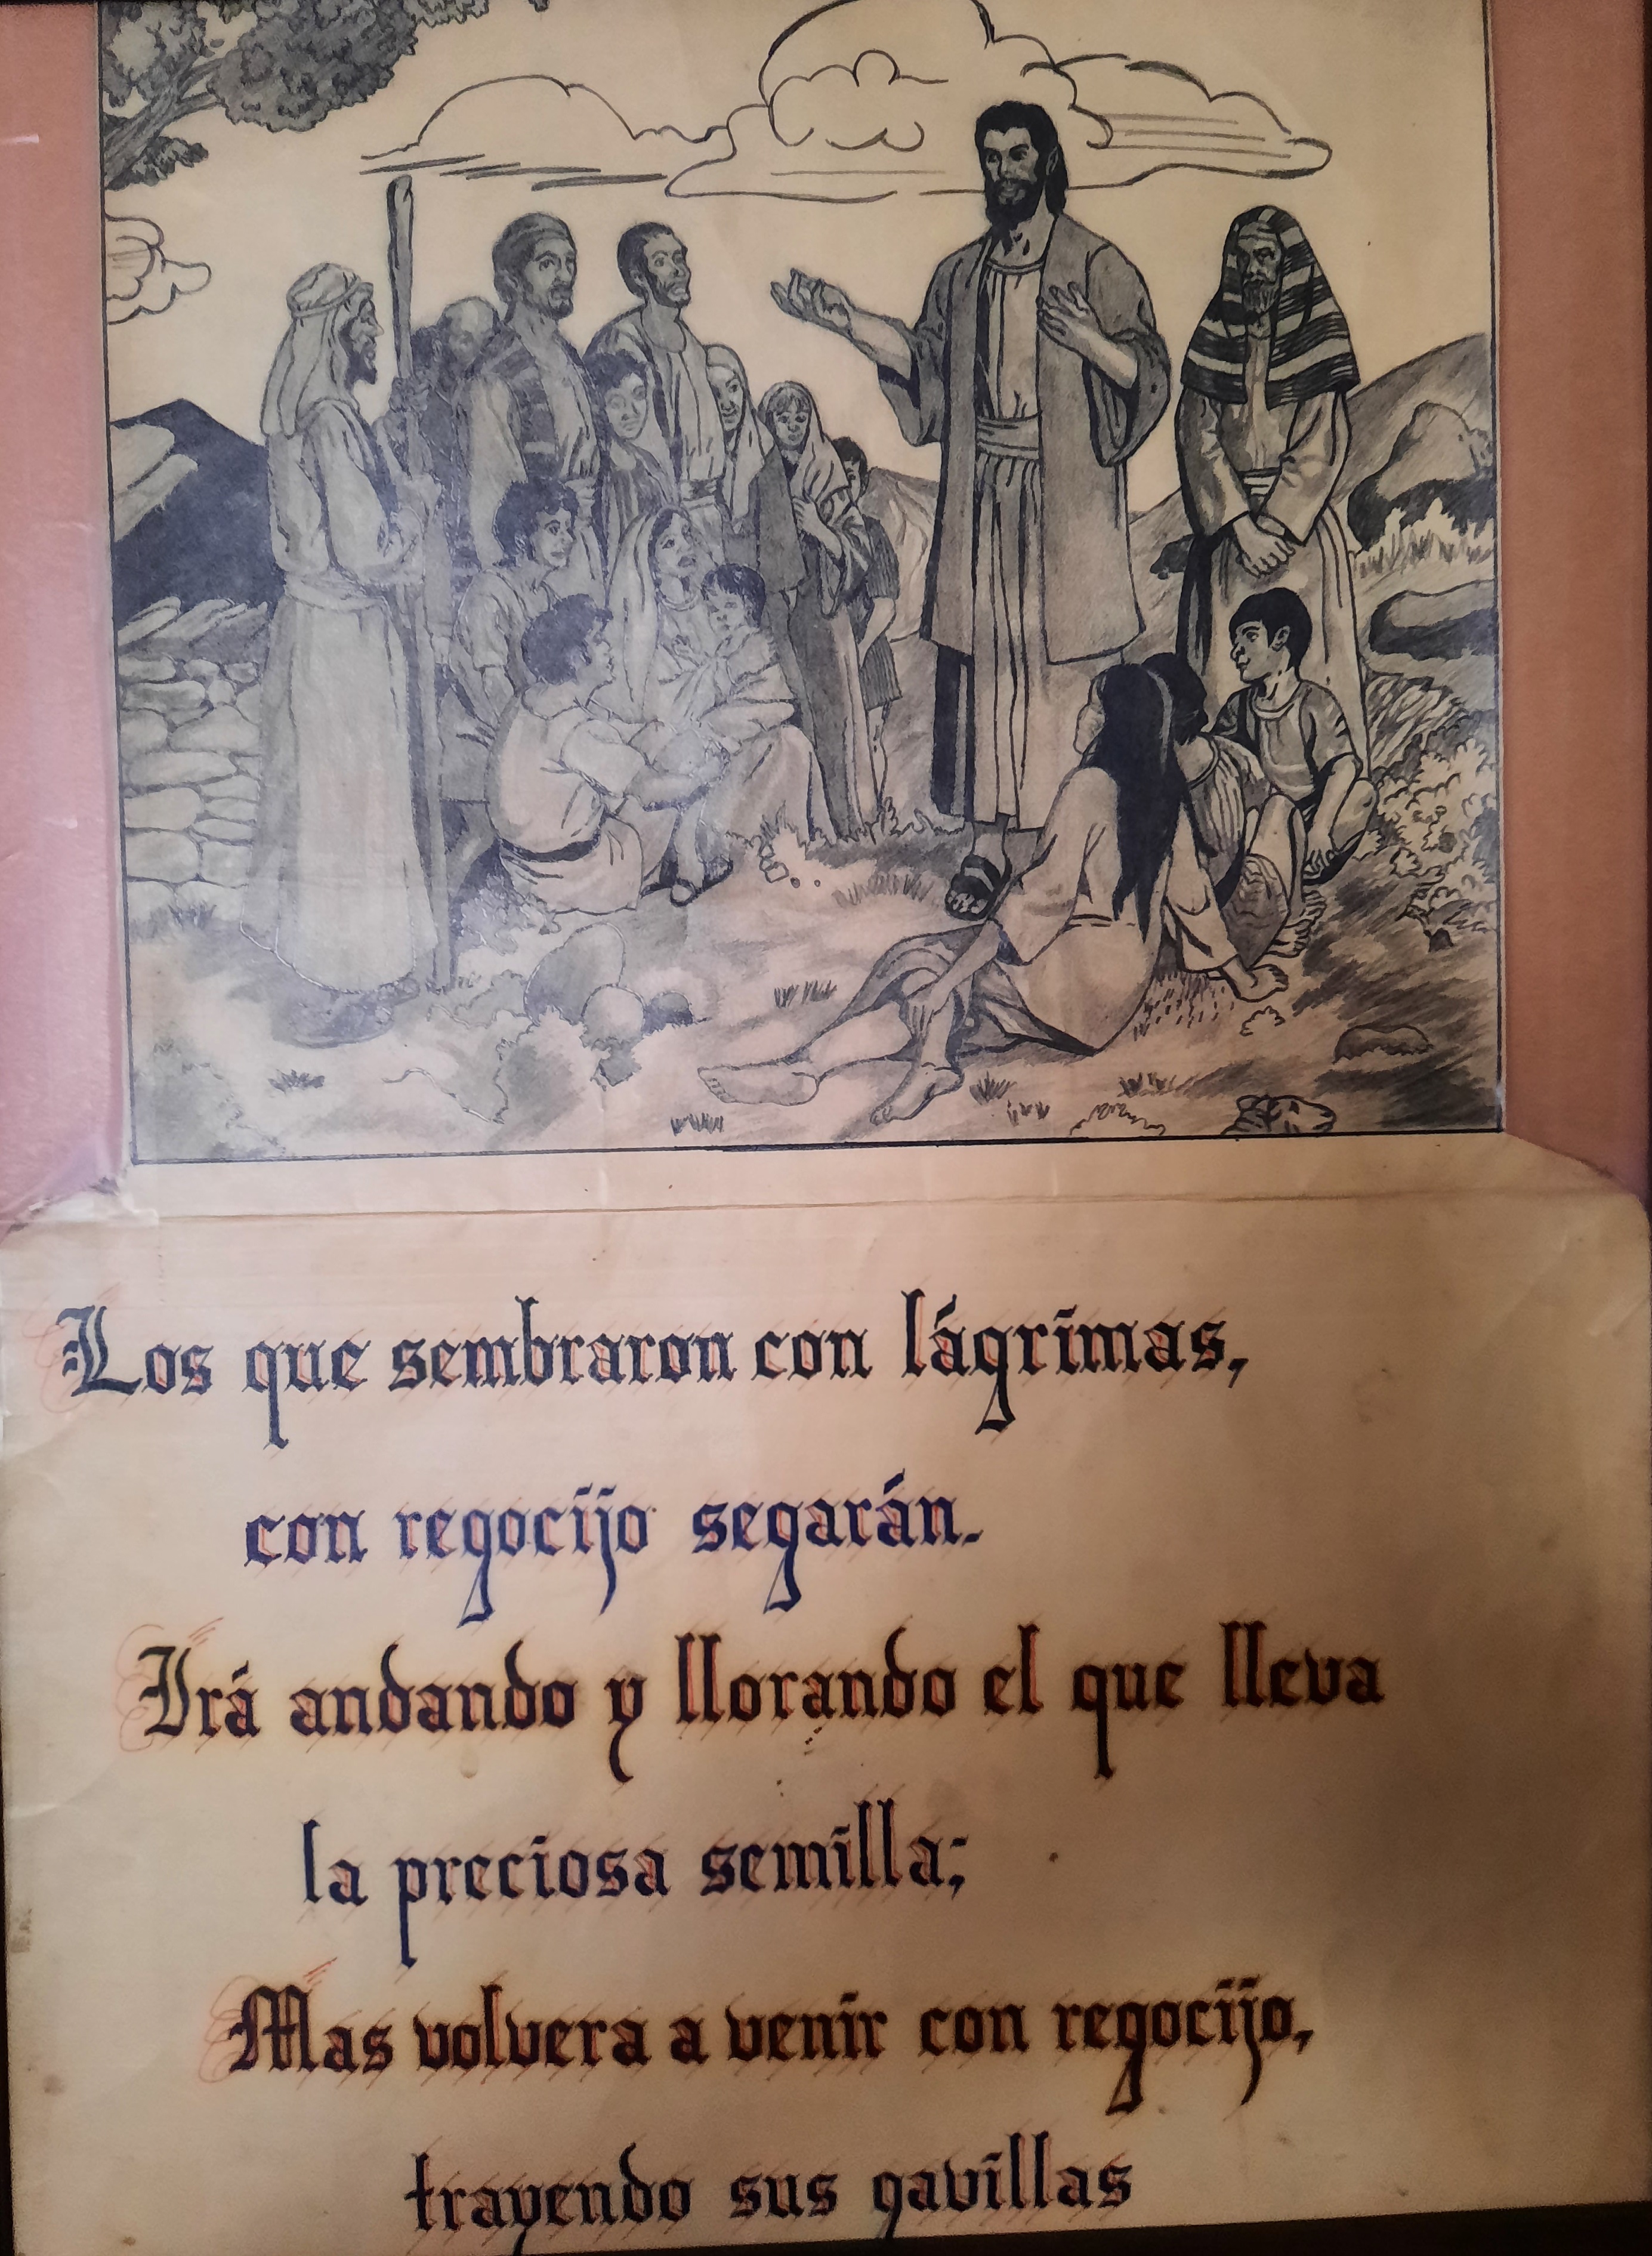 Los que sembraron con lágrimas,
con regocijo segarán.
Irá andando y llorando el que lleva
la preciosa semilla;
Mas volvera a venir con regocijo,
trayendo sus gavillas